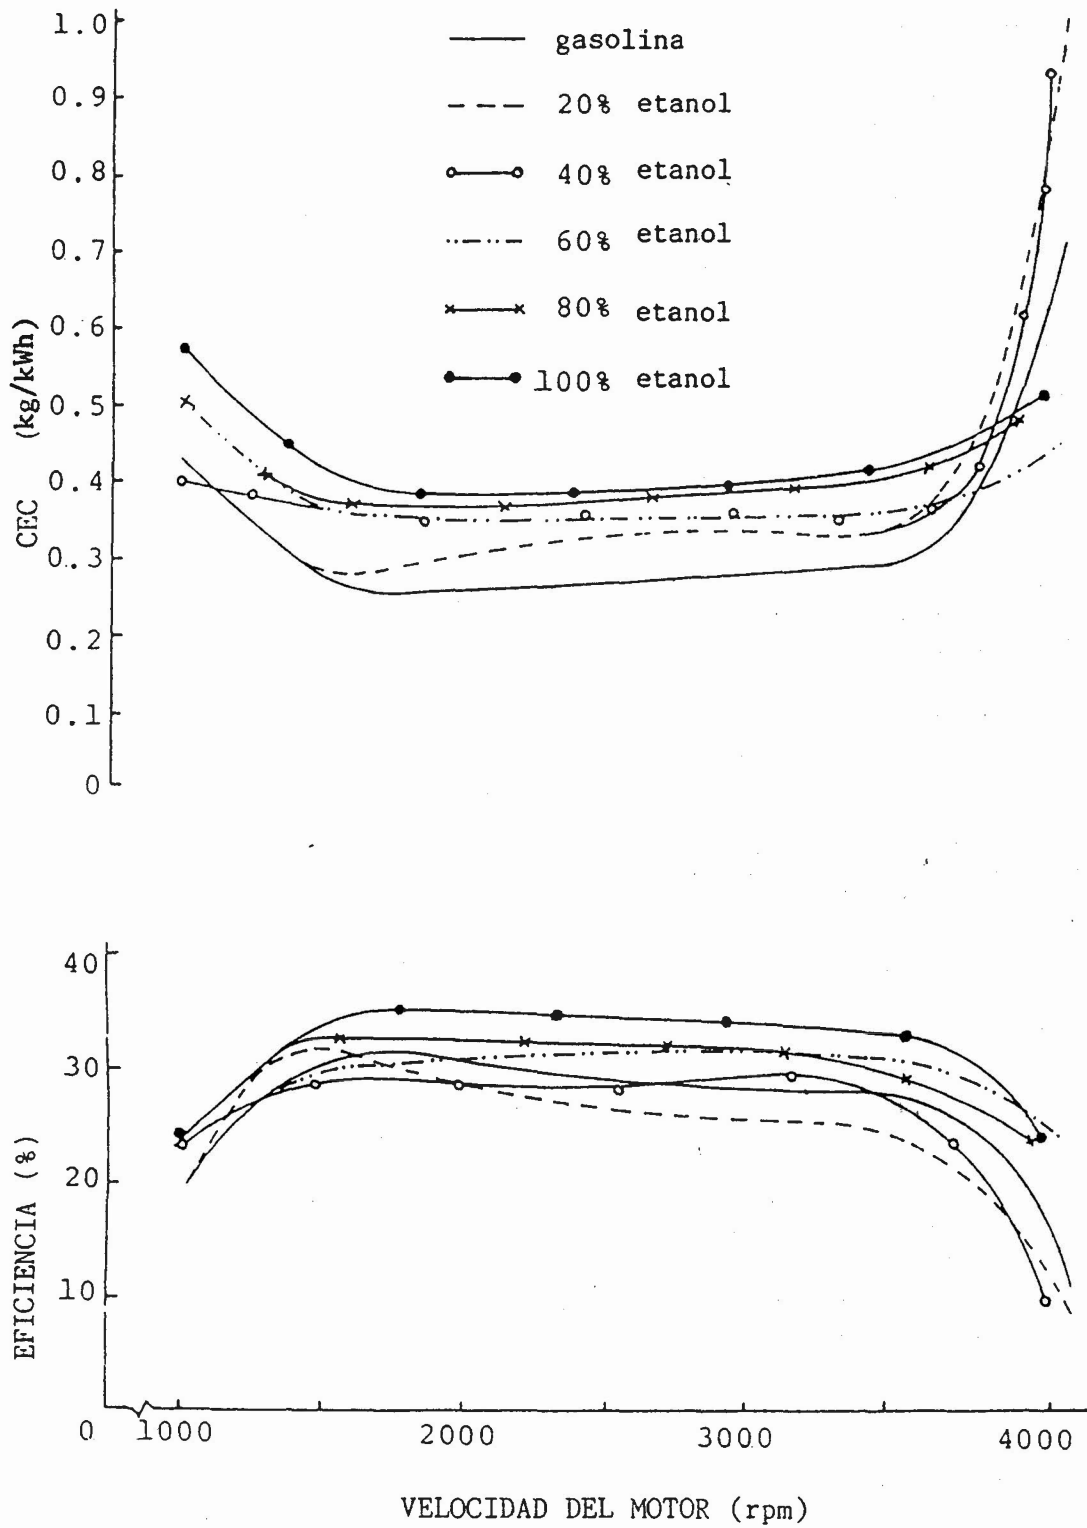 1.0
0.9
0.8
0.7
0.6
0.5
0.4
0.3
0.2
0.1
0
CEC (kg/kWh)
gasolina
20% etanol
40% etanol
60% etanol
80% etanol
100% etanol
40
30
20
10
0
EFICIENCIA (%)
1000 2000 3000 4000
VELOCIDAD DEL MOTOR (rpm)